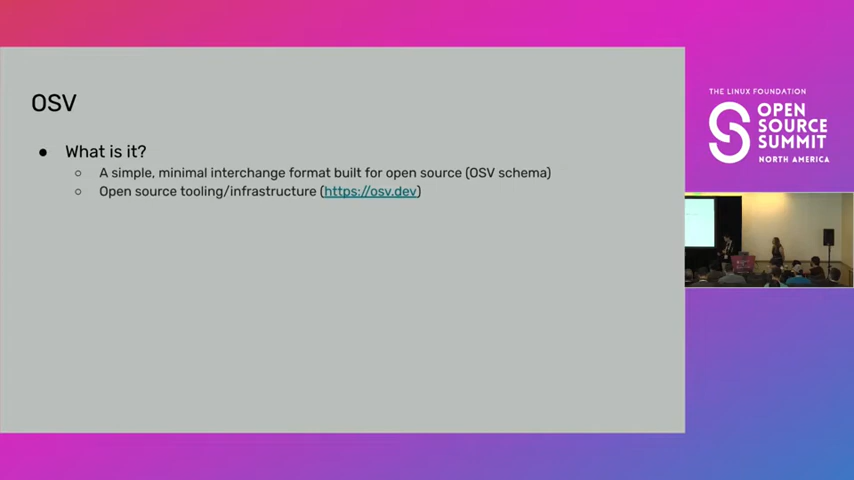 OSV
● What is it?
○ A simple, minimal interchange format built for open source (OSV schema)
○ Open source tooling/infrastructure (https://osv.dev)
THE LINUX FOUNDATION
OPEN
SOURCE
SUMMIT
NORTH AMERICA